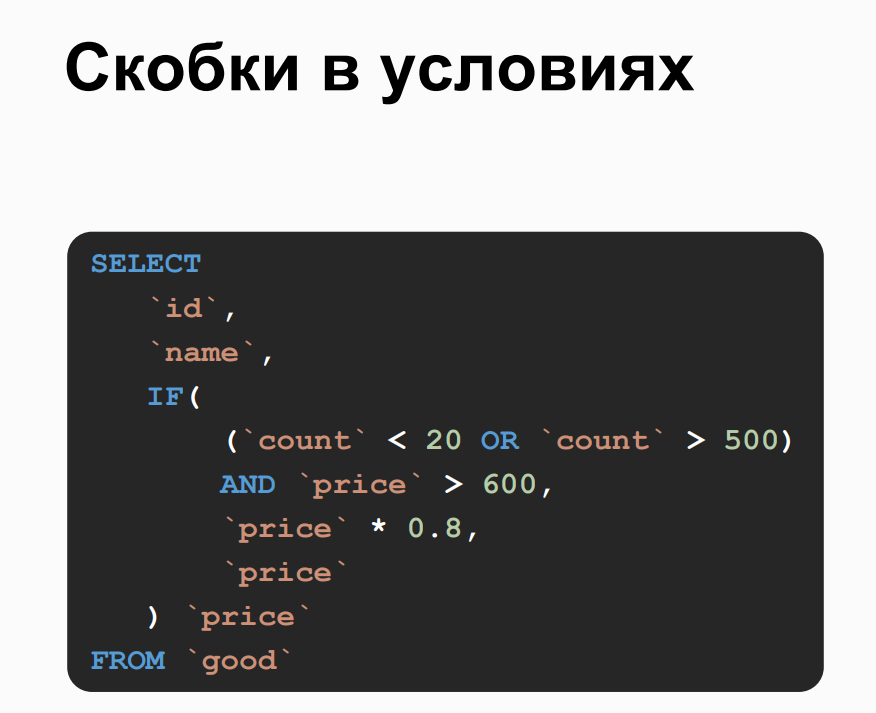 Скобки в условиях
SELECT
`id`,
`name`,
IF(
(`count` < 20 OR `count` > 500)
AND `price` > 600,
`price` * 0.8,
`price`
) `price`
FROM `good`